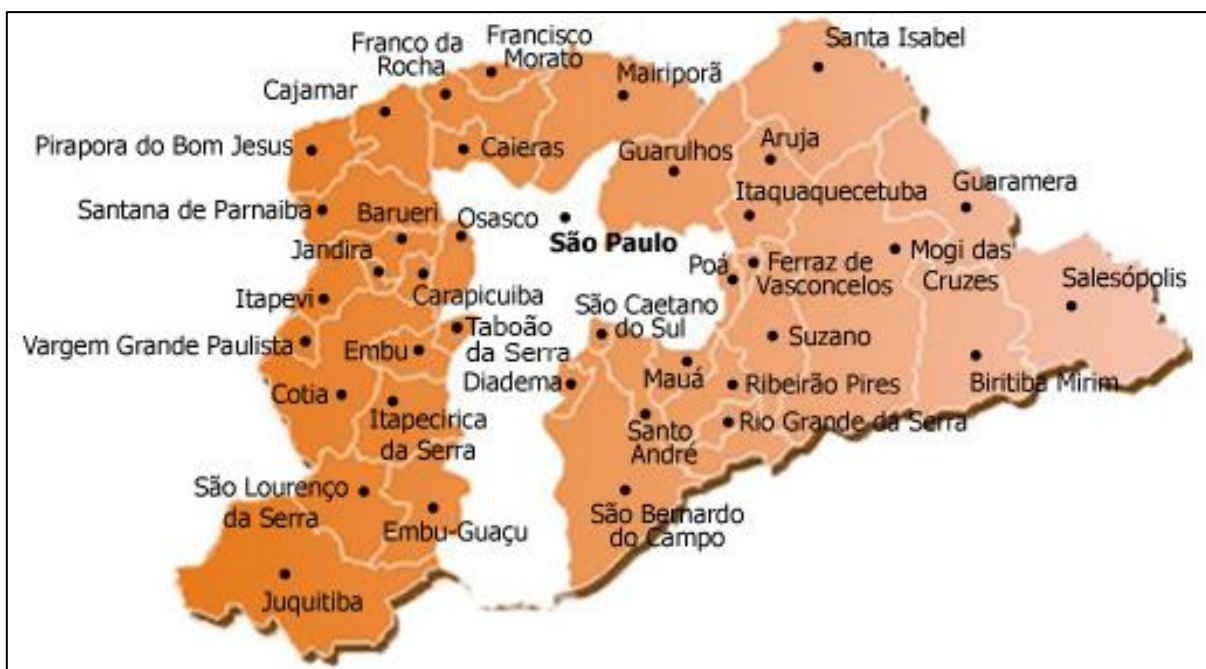 Franco da
Rocha
Francisco
Morato
Santa Isabel
Mairiporã
Cajamar
Pirapora do Bom Jesus
Caieras
Guarulhos
Aruja
Itaquaquecetuba
Guaramera
Santana de Parnaiba
Barueri
Osasco
São Paulo
Jandira
Poá
Ferraz de
Vasconcelos
Mogi das
Cruzes
Salesópolis
Itapevi
Carapicuiba
São Caetano
do Sul
Vargem Grande Paulista
Embu
Taboão
da Serra
Suzano
Diadema
Mauá
Ribeirão Pires
Biritiba Mirim
Cotia
Itapecirica
da Serra
Santo
André
Rio Grande da Serra
São Lourenço
da Serra
Embu-Guaçu
São Bernardo
do Campo
Juquitiba